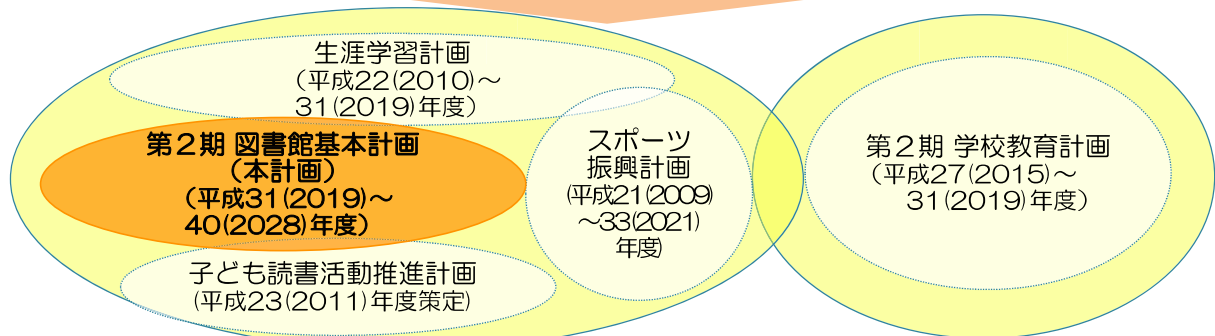 生涯学習計画
（平成22(2010)～
31(2019)年度）
第２期 図書館基本計画
（本計画）
（平成31(2019)～
40(2028)年度）
子ども読書活動推進計画
(平成23(2011)年度策定)
スポーツ
振興計画
(平成21(2009)
～33(2021)
年度)
第２期 学校教育計画
（平成27(2015)～
31(2019)年度）